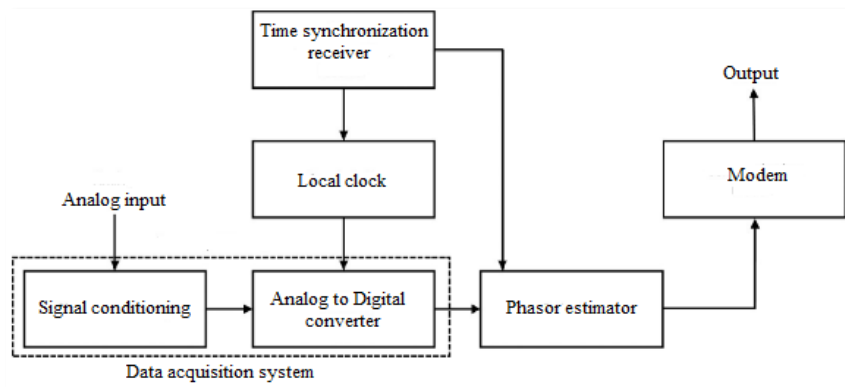 Time synchronization
receiver
Output
Local clock
Modem
Analog input
Signal conditioning
Analog to Digital
converter
Phasor estimator
Data acquisition system